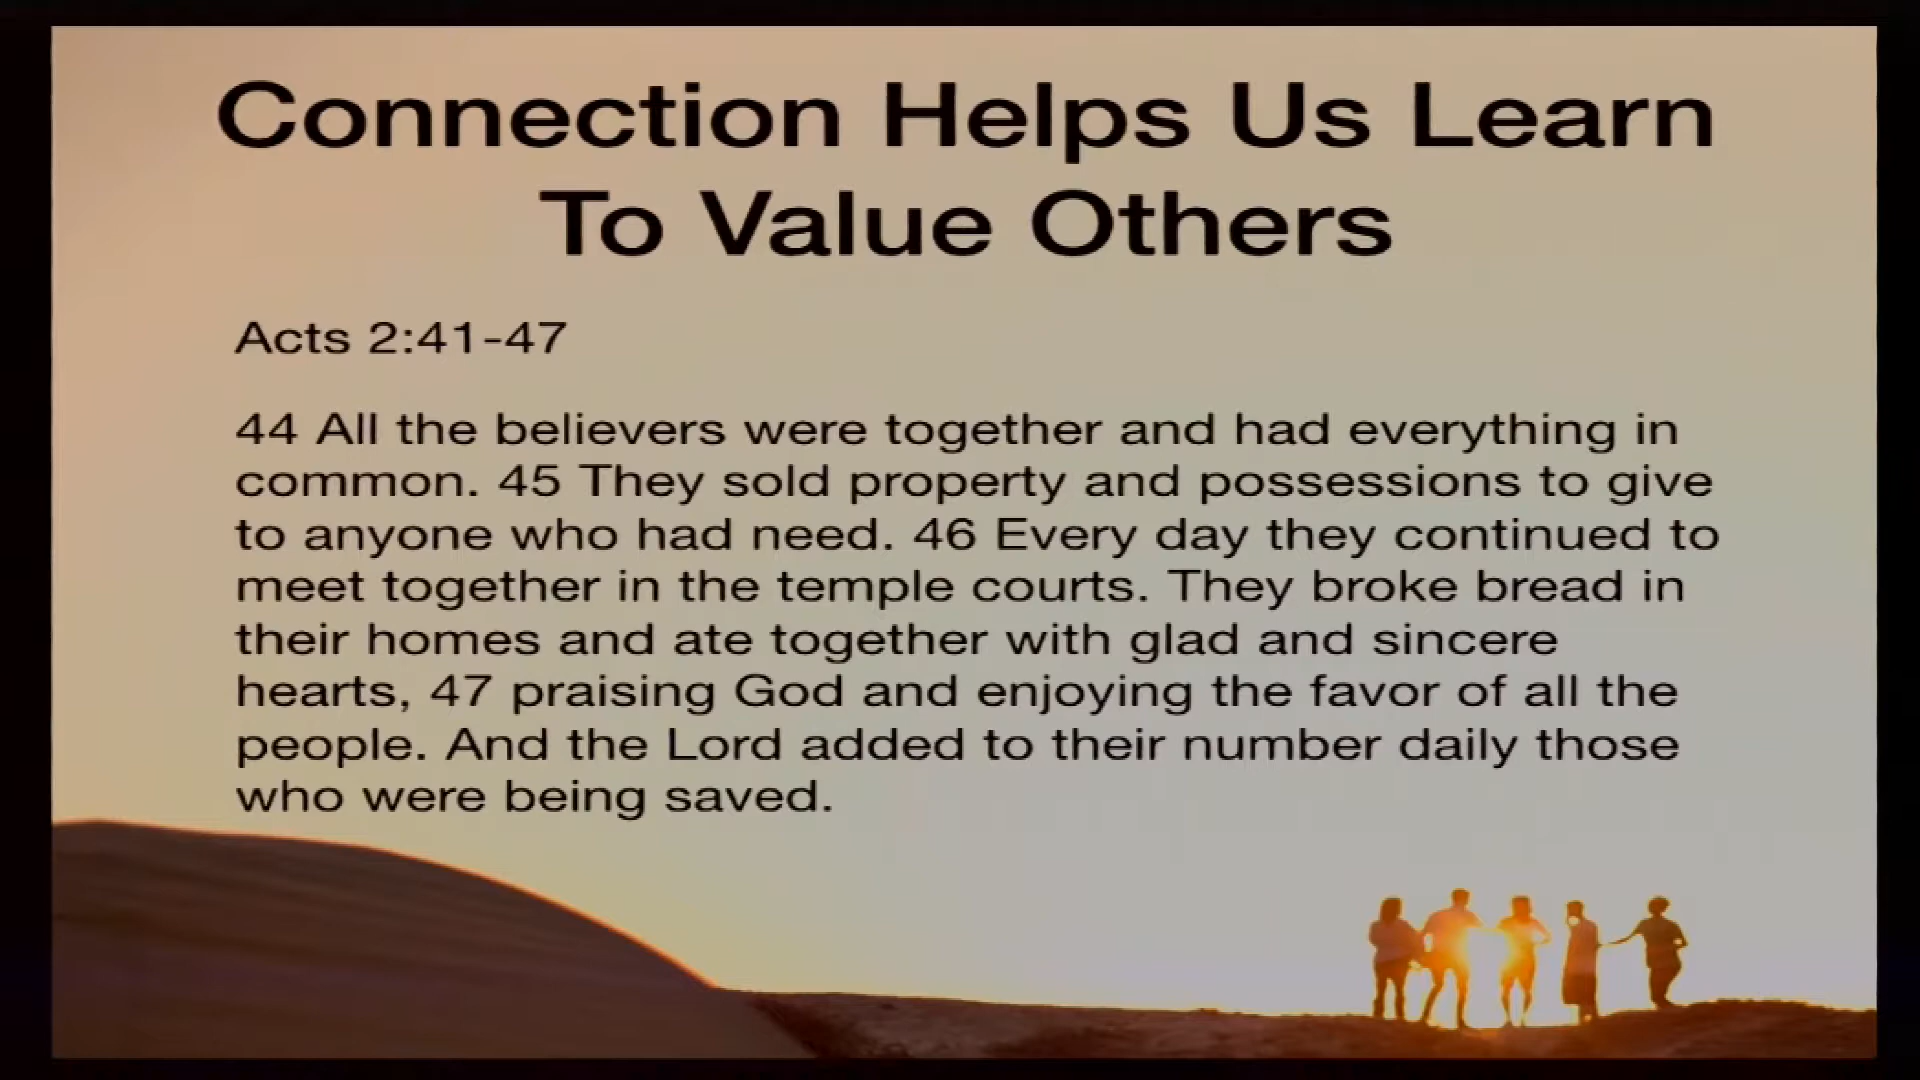 Connection Helps Us Learn
To Value Others
Acts 2:41-47
44 All the believers were together and had everything in
common. 45 They sold property and possessions to give
to anyone who had need. 46 Every day they continued to
meet together in the temple courts. They broke bread in
their homes and ate together with glad and sincere
hearts, 47 praising God and enjoying the favor of all the
people. And the Lord added to their number daily those
who were being saved.